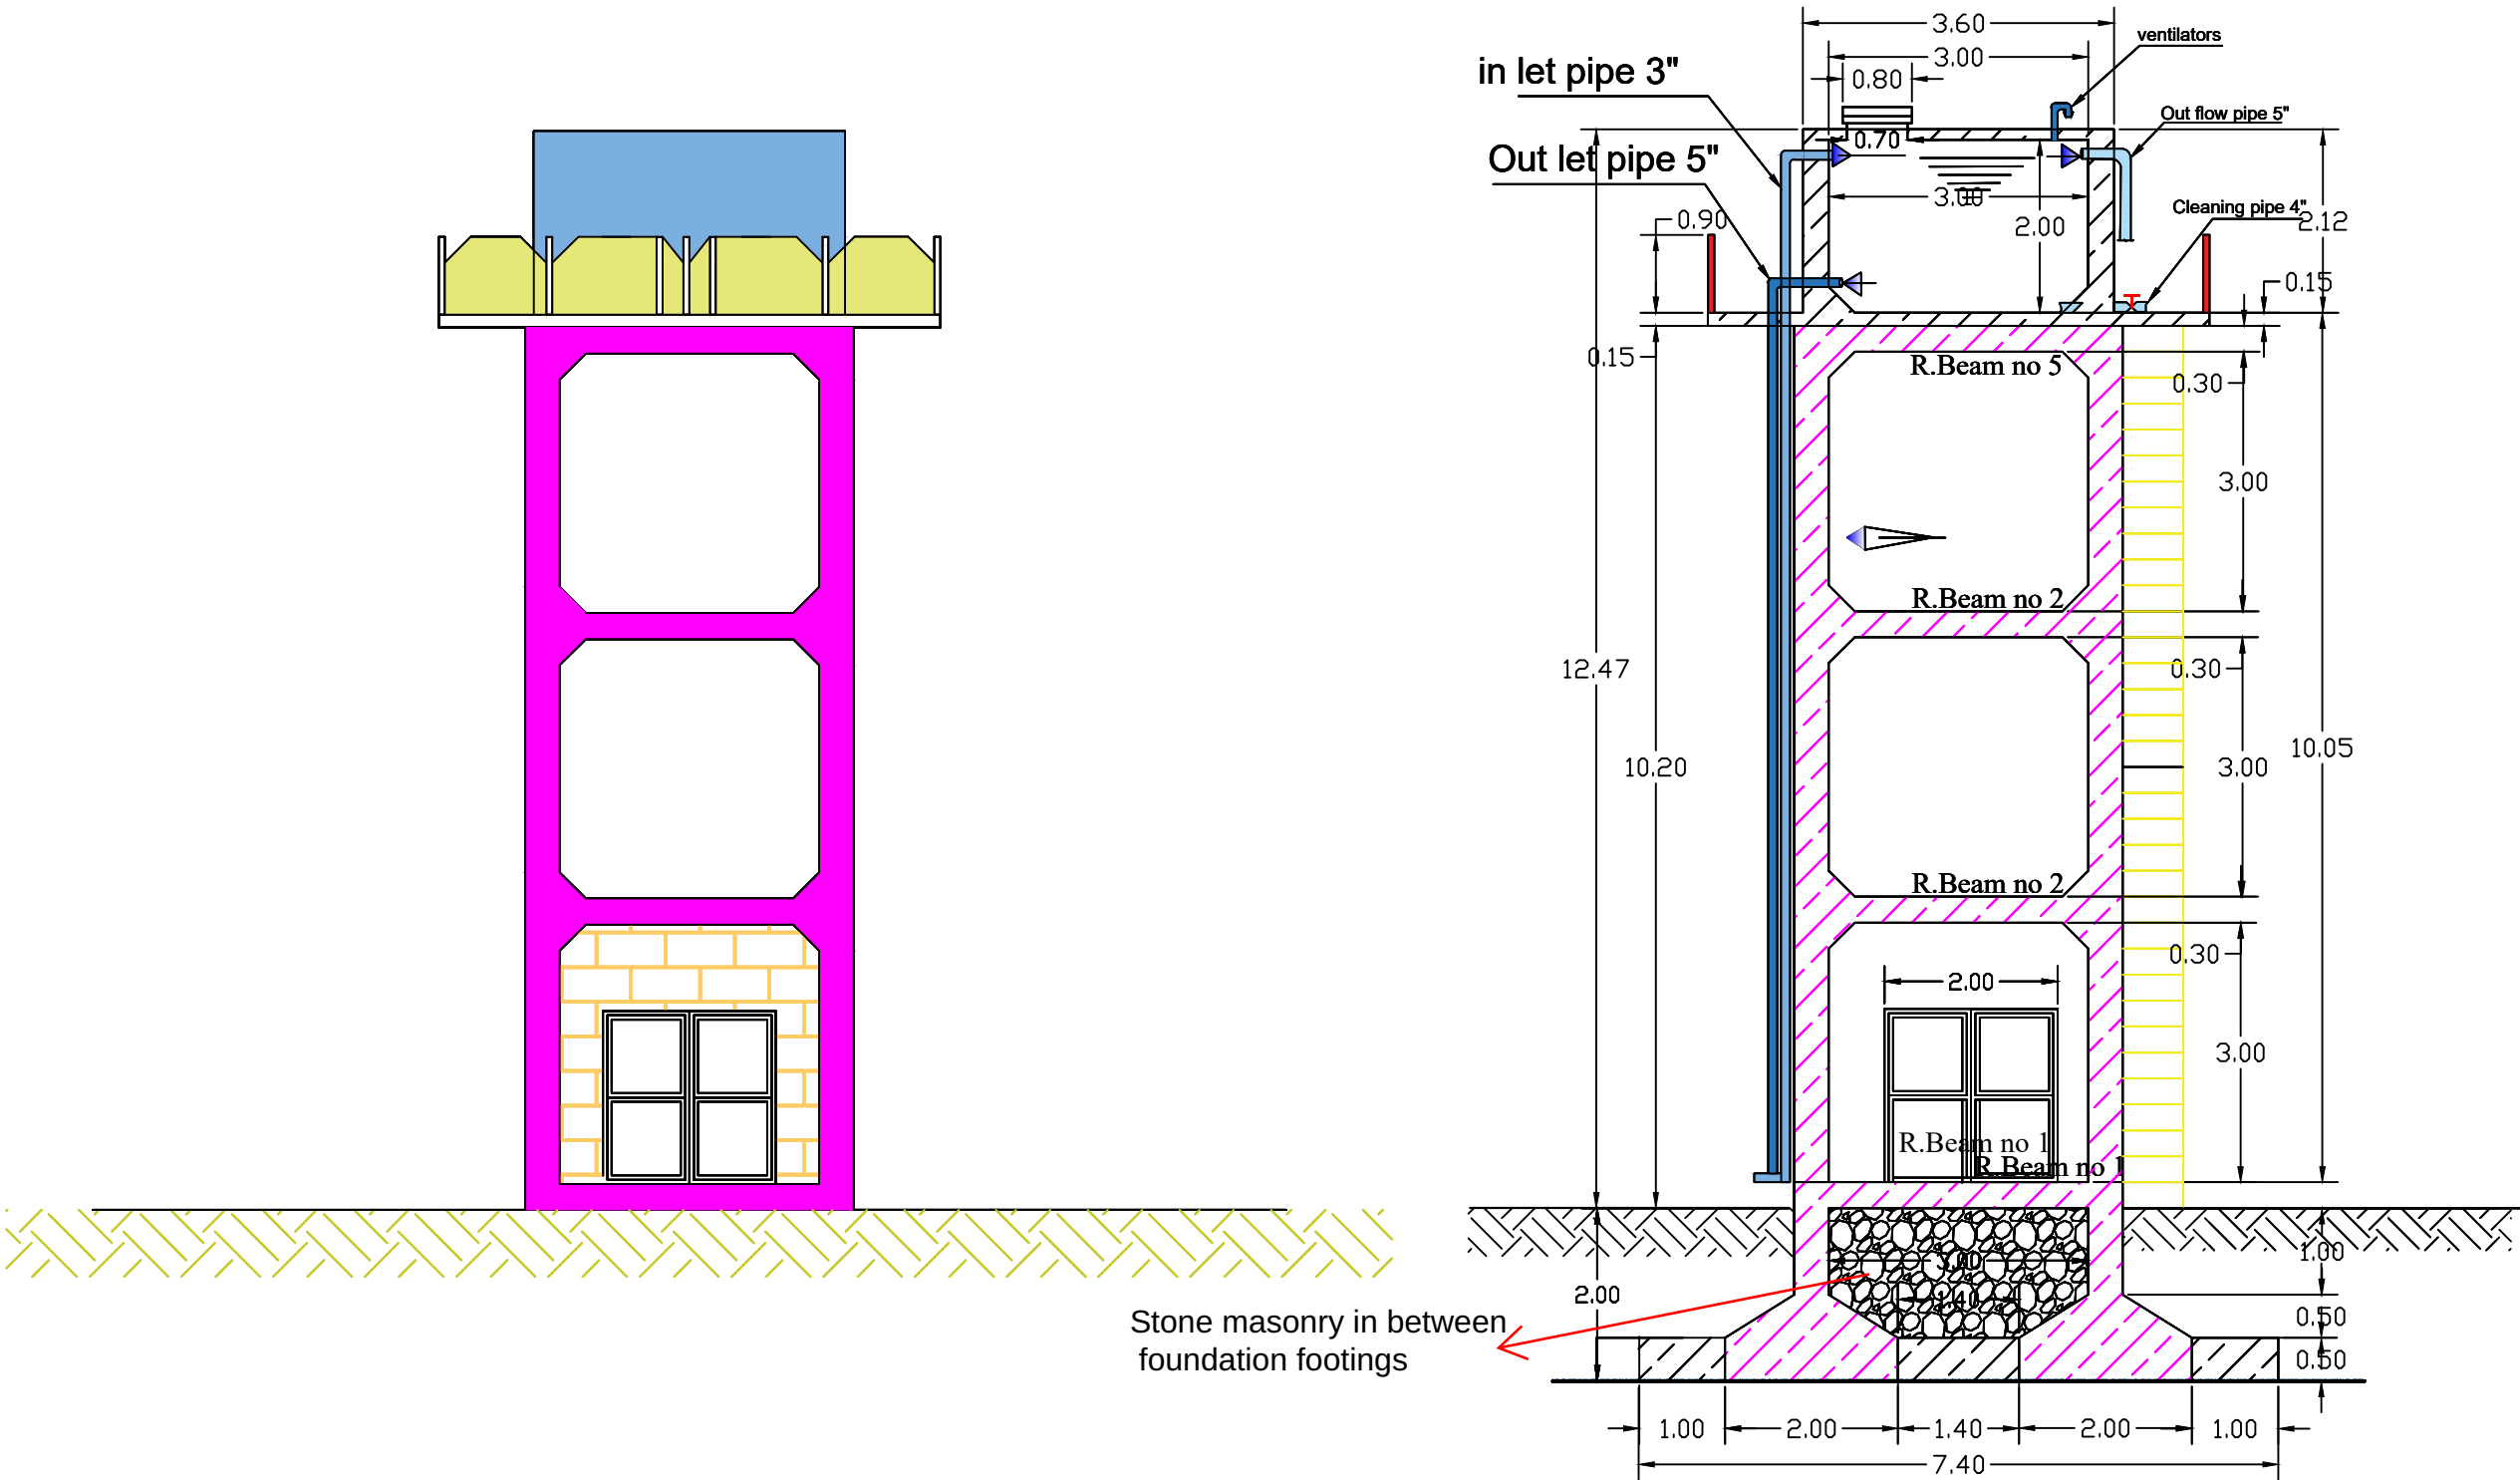 3.60
ventilators
3.00
in let pipe 3"
0.80
Out flow pipe 5"
0.70
Out let pipe 5"
3.00
Cleaning pipe 4"
0.90
2.00
2.12
0.15
0.15
R.Beam no 5
0.30
3.00
R.Beam no 2
12.47
0.30
10.05
10.20
3.00
R.Beam no 2
0.30
2.00
3.00
R.Beam no 1
R.Beam no 1
1.00
2.00
1.40
0.50
Stone masonry in between
foundation footings
0.50
1.00
2.00
1.40
2.00
1.00
7.40